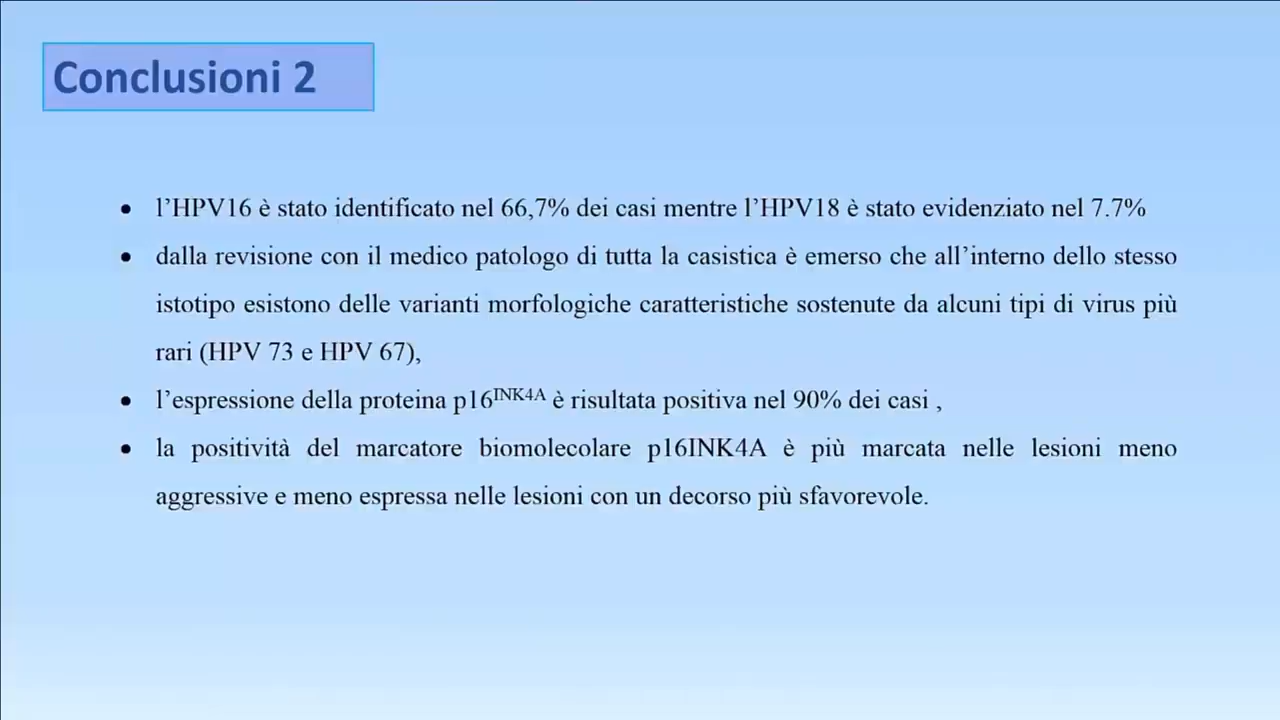 Conclusioni 2
• l’HPV16 è stato identificato nel 66,7% dei casi mentre l’HPV18 è stato evidenziato nel 7.7%
• dalla revisione con il medico patologo di tutta la casistica è emerso che all’interno dello stesso
istotipo esistono delle varianti morfologiche caratteristiche sostenute da alcuni tipi di virus più
rari (HPV 73 e HPV 67),
• l’espressione della proteina p16ᴵᴺᴷ⁴ᴬ è risultata positiva nel 90% dei casi ,
• la positività del marcatore biomolecolare p16INK4A è più marcata nelle lesioni meno
aggressive e meno espressa nelle lesioni con un decorso più sfavorevole.